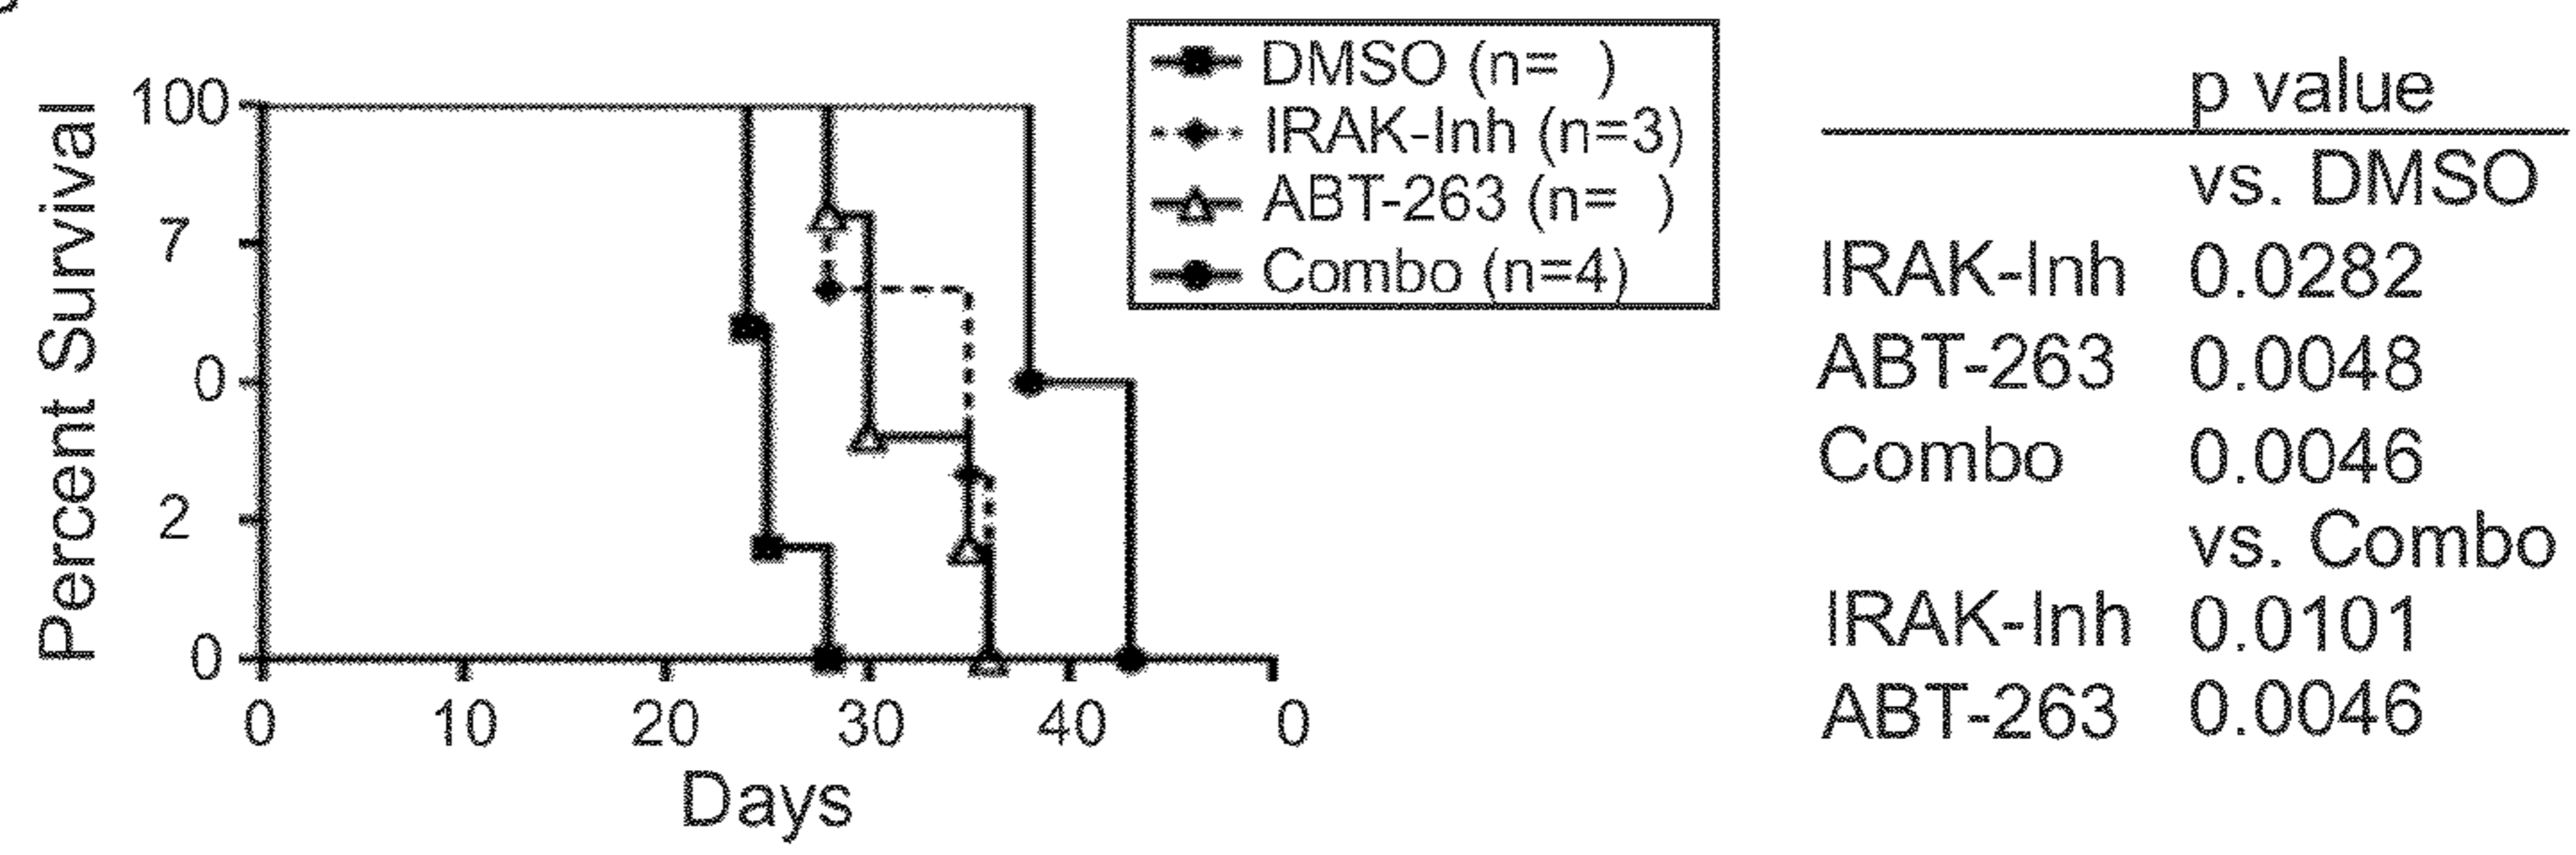 DMSO (n= )
IRAK-Inh (n=3)
ABT-263 (n= )
Combo (n=4)
Percent Survival
100
7
0
2
0
0 10 20 30 40 0
Days
p value
vs. DMSO
IRAK-Inh 0.0282
ABT-263 0.0048
Combo 0.0046
vs. Combo
IRAK-Inh 0.0101
ABT-263 0.0046